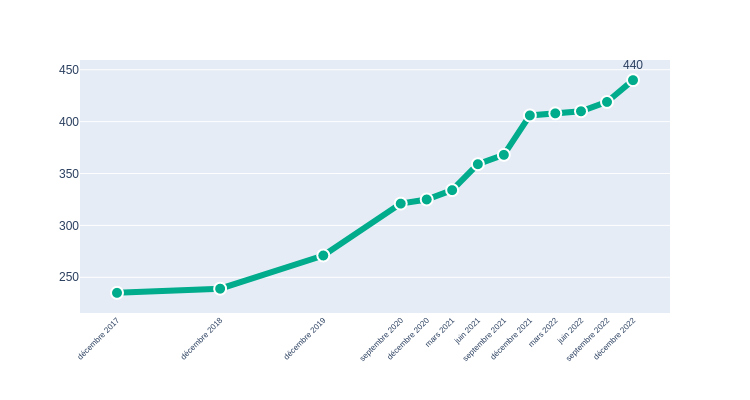 440
450
400
350
300
250
décembre 2017
décembre 2018
décembre 2019
septembre 2020
décembre 2020
mars 2021
juin 2021
septembre 2021
décembre 2021
mars 2022
juin 2022
septembre 2022
décembre 2022